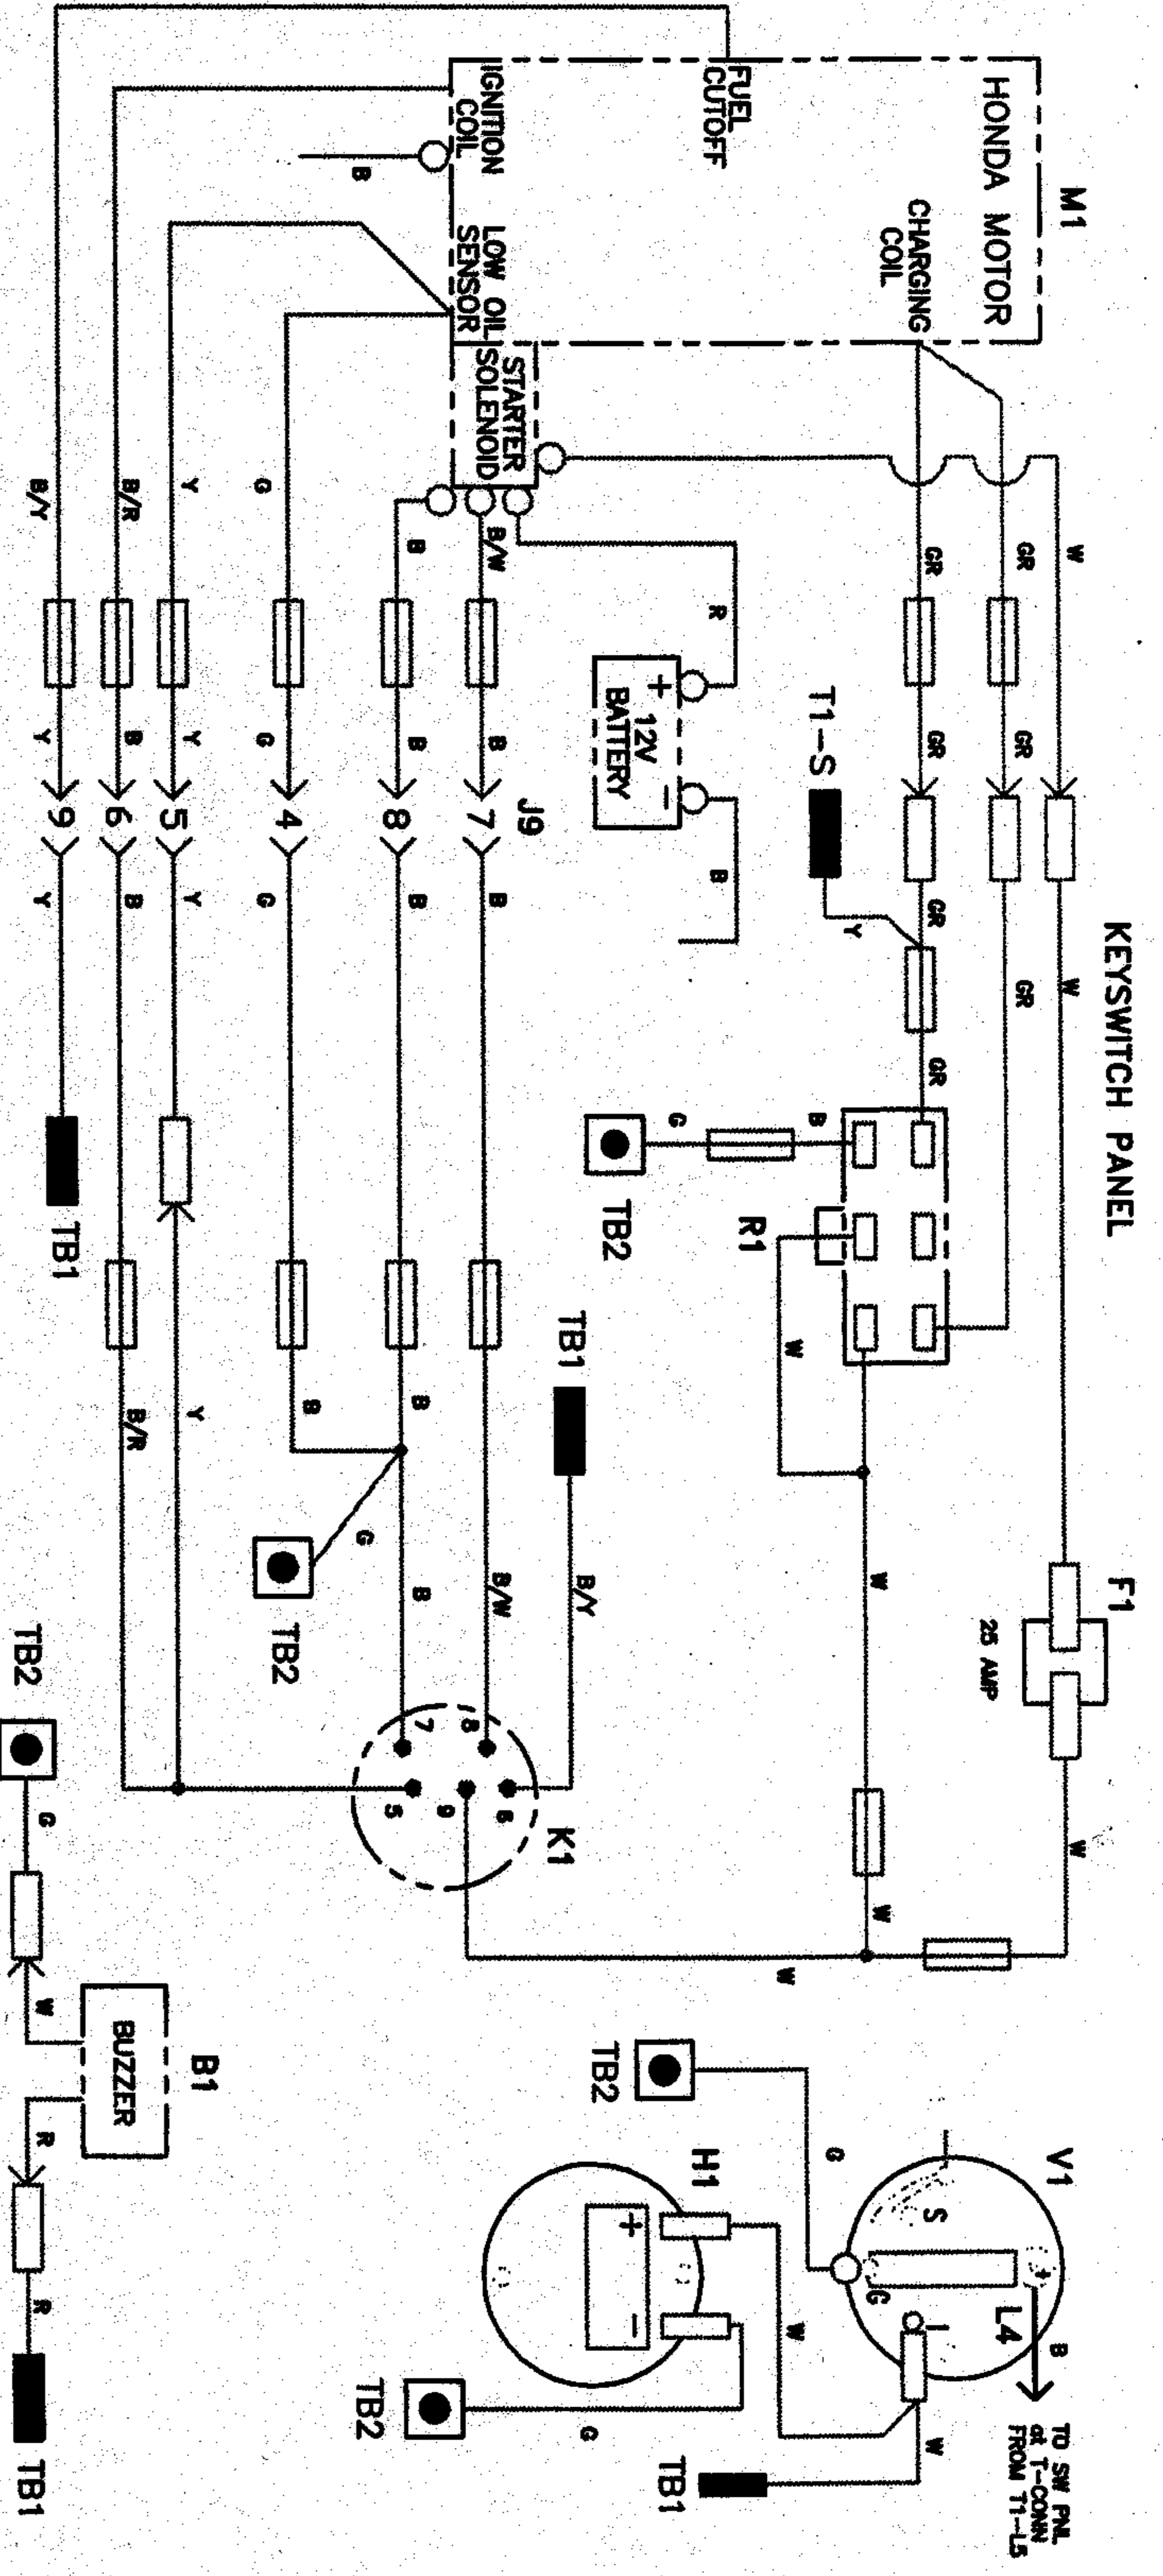 KEYSWITCH PANEL
M1
HONDA MOTOR
CHARGING
COIL
FUEL
CUTOFF
IGNITION
COIL
B
LOW OIL
SENSOR
STARTER
SOLENOID
W
GR
GR
B/W
B
G
Y
B/R
B/Y
R
+
-
12V
BATTERY
B
T1-S
Y
GR
GR
B
B
G
Y
B
Y
J9
7
8
4
5
6
9
W
GR
GR
GR
B
B
G
Y
B
Y
TB1
B
G
TB2
R1
W
TB1
B/Y
B
B
Y
B/R
G
TB2
B
B/W
W
F1
25 AMP
W
W
W
K1
8
7
6
9
5
TB2
G
W
B1
BUZZER
R
R
TB1
TB2
G
V1
S
+
G
I
L4
B
TO SW PNL
at T-CONN
FROM T1-L5
H1
+
-
W
W
TB1
G
TB2